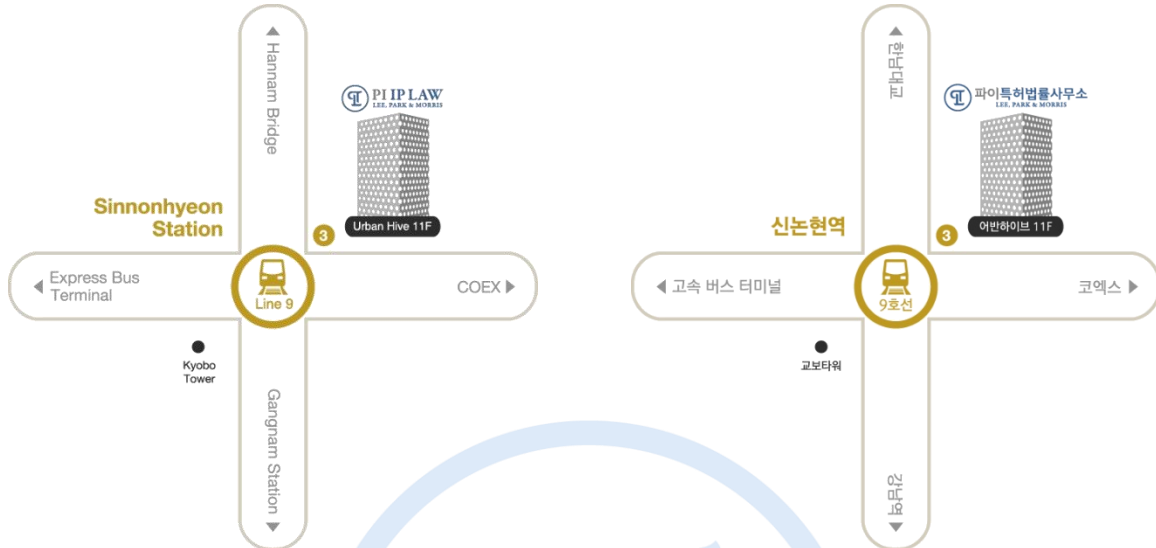 Hannam Bridge
PI IP LAW
LEE, PARK & MORRIS
Sinnonhyeon
Station
3
Urban Hive 11F
Express Bus
Terminal
Line 9
COEX
Kyobo
Tower
Gangnam Station
한남대교
파이특허법률사무소
LEE, PARK & MORRIS
신논현역
3
어반하이브 11F
고속 버스 터미널
9호선
코엑스
교보타워
강남역